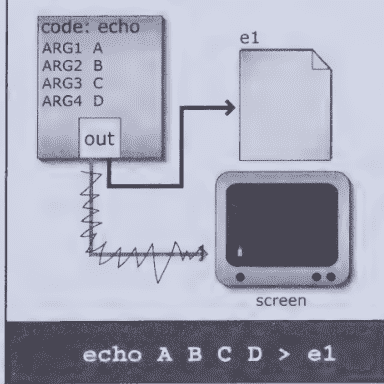 code: echo
ARG1 A
ARG2 B
ARG3 C
ARG4 D
out
e1
screen
echo A B C D > e1